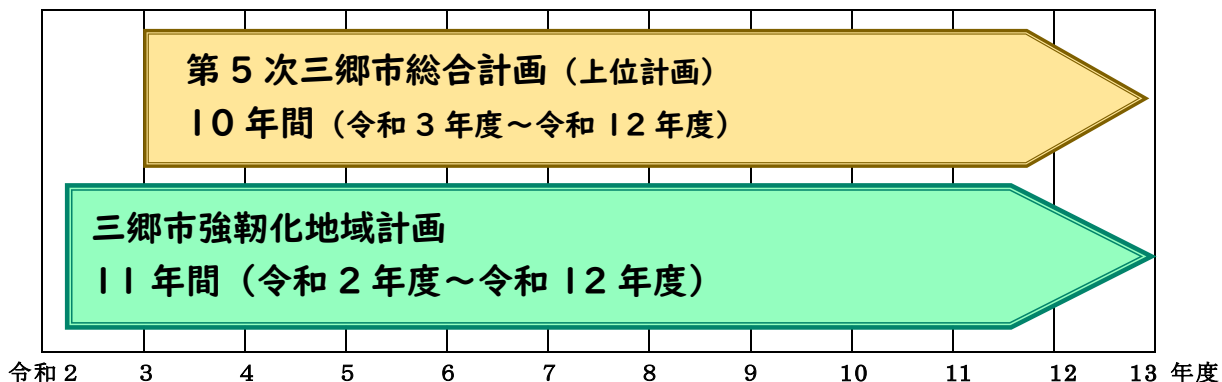 第5次三郷市総合計画（上位計画）
10年間（令和3年度～令和12年度）
三郷市強靭化地域計画
11年間（令和2年度～令和12年度）
令和2 3 4 5 6 7 8 9 10 11 12 13 年度